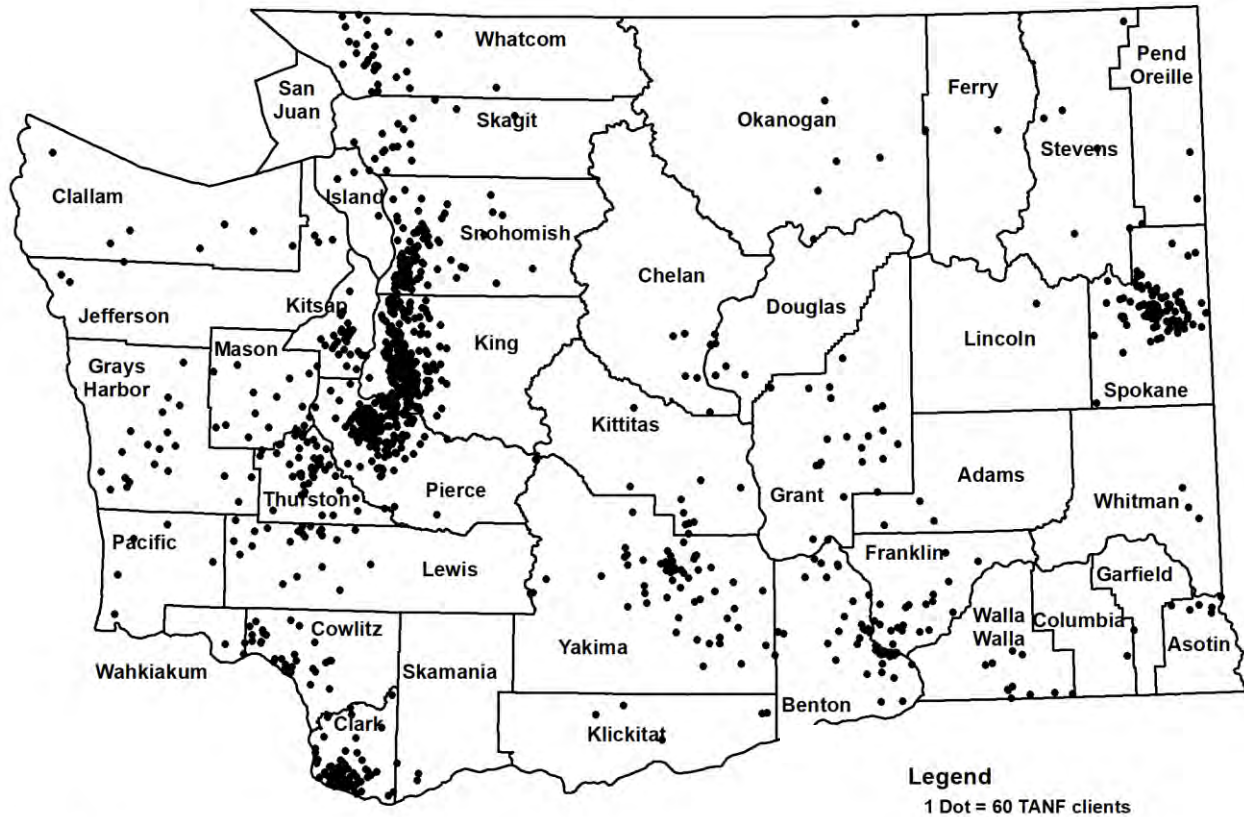 Whatcom
San
Juan
Skagit
Okanogan
Ferry
Pend
Oreille
Stevens
Clallam
Island
Snohomish
Chelan
Douglas
Jefferson
Kitsap
King
Lincoln
Spokane
Grays
Harbor
Mason
Kittitas
Grant
Adams
Whitman
Thurston
Pierce
Pacific
Lewis
Franklin
Garfield
Cowlitz
Yakima
Walla
Walla
Columbia
Asotin
Wahkiakum
Skamania
Benton
Clark
Klickitat
Legend
1 Dot = 60 TANF clients